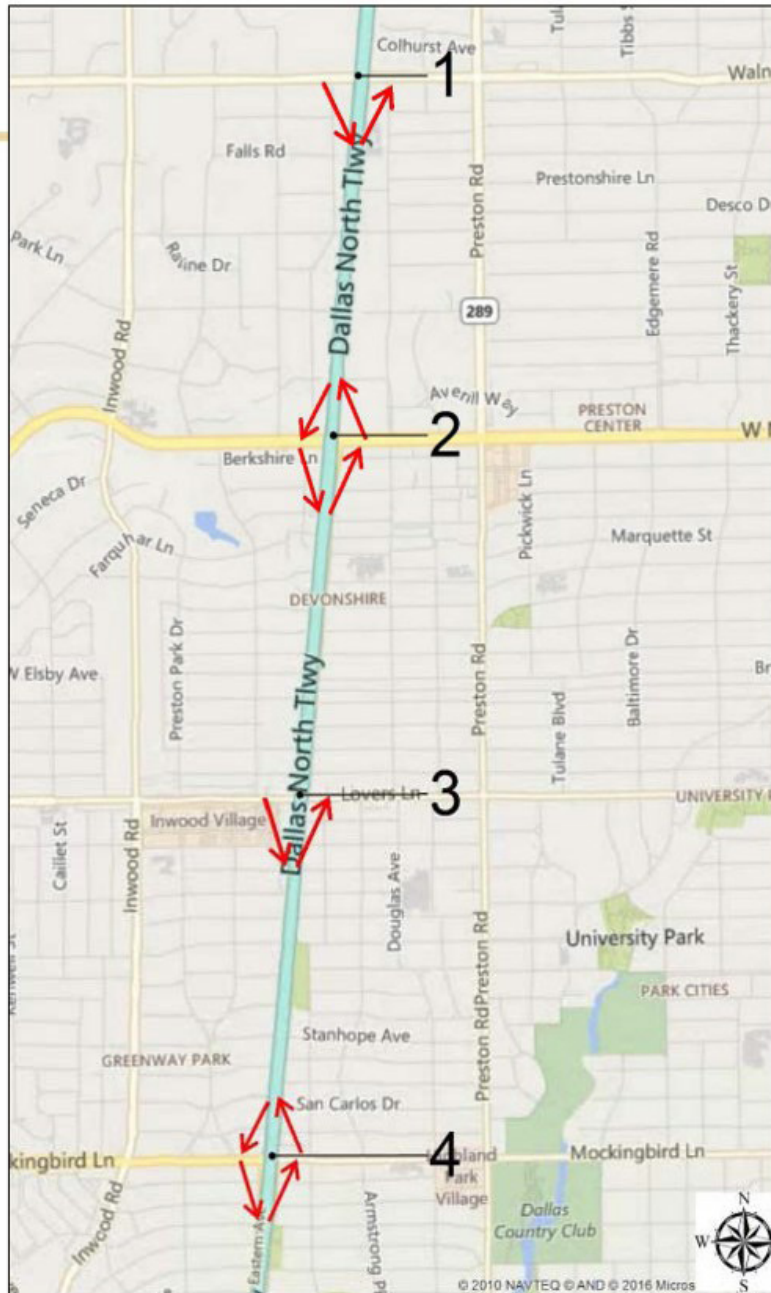 Colhurst Ave
Tibbs S
1
Waln
Falls Rd
Prestonshire Ln
Desco D
Park Ln
Dallas North Tlwy
Preston Rd
Edgemere Rd
Thackery St
289
Inwood Rd
Averill Way
PRESTON
CENTER
2
W N
Berkshire Ln
Seneca Dr
Pickwick Ln
Farquhar Ln
Marquette St
DEVONSHIRE
Preston Park Dr
W Elsby Ave
Dallas North Tlwy
Preston Rd
Baltimore Dr
Br
Tulane Blvd
3
Lovers Ln
UNIVERSITY
Inwood Village
Caillet St
Inwood Rd
Douglas Ave
University Park
Preston Rd
Preston Rd
PARK CITIES
Stanhope Ave
GREENWAY PARK
San Carlos Dr
4
kingbird Ln
Mockingbird Ln
Park
Village
Inwood Rd
Dallas
Country Club
Eastern A
Armstrong P
N
W
E
S
© 2010 NAVTEQ © AND © 2016 Micros